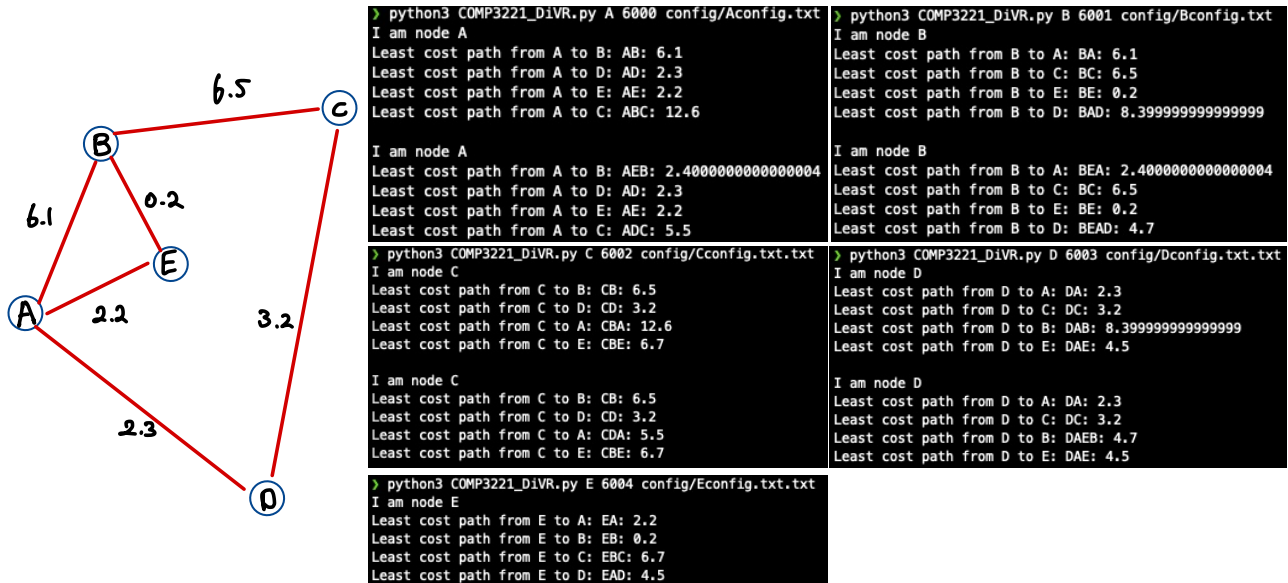 6.5
C
B
6.1
0.2
E
A
2.2
3.2
2.3
D
❯ python3 COMP3221_DiVR.py A 6000 config/Aconfig.txt
I am node A
Least cost path from A to B: AB: 6.1
Least cost path from A to D: AD: 2.3
Least cost path from A to E: AE: 2.2
Least cost path from A to C: ABC: 12.6
I am node A
Least cost path from A to B: AEB: 2.4000000000000004
Least cost path from A to D: AD: 2.3
Least cost path from A to E: AE: 2.2
Least cost path from A to C: ADC: 5.5
❯ python3 COMP3221_DiVR.py B 6001 config/Bconfig.txt
I am node B
Least cost path from B to A: BA: 6.1
Least cost path from B to C: BC: 6.5
Least cost path from B to E: BE: 0.2
Least cost path from B to D: BAD: 8.399999999999999
I am node B
Least cost path from B to A: BEA: 2.4000000000000004
Least cost path from B to C: BC: 6.5
Least cost path from B to E: BE: 0.2
Least cost path from B to D: BEAD: 4.7
❯ python3 COMP3221_DiVR.py C 6002 config/Cconfig.txt.txt
I am node C
Least cost path from C to B: CB: 6.5
Least cost path from C to D: CD: 3.2
Least cost path from C to A: CBA: 12.6
Least cost path from C to E: CBE: 6.7
I am node C
Least cost path from C to B: CB: 6.5
Least cost path from C to D: CD: 3.2
Least cost path from C to A: CDA: 5.5
Least cost path from C to E: CBE: 6.7
❯ python3 COMP3221_DiVR.py D 6003 config/Dconfig.txt.txt
I am node D
Least cost path from D to A: DA: 2.3
Least cost path from D to C: DC: 3.2
Least cost path from D to B: DAB: 8.399999999999999
Least cost path from D to E: DAE: 4.5
I am node D
Least cost path from D to A: DA: 2.3
Least cost path from D to C: DC: 3.2
Least cost path from D to B: DAEB: 4.7
Least cost path from D to E: DAE: 4.5
❯ python3 COMP3221_DiVR.py E 6004 config/Econfig.txt.txt
I am node E
Least cost path from E to A: EA: 2.2
Least cost path from E to B: EB: 0.2
Least cost path from E to C: EBC: 6.7
Least cost path from E to D: EAD: 4.5